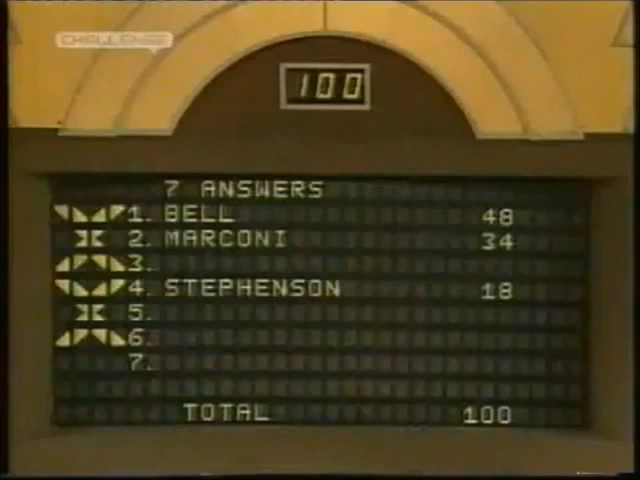 CHALLENGE
100
7 ANSWERS
1. BELL 48
2. MARCONI 34
3.
4. STEPHENSON 18
5.
6.
7.
TOTAL 100